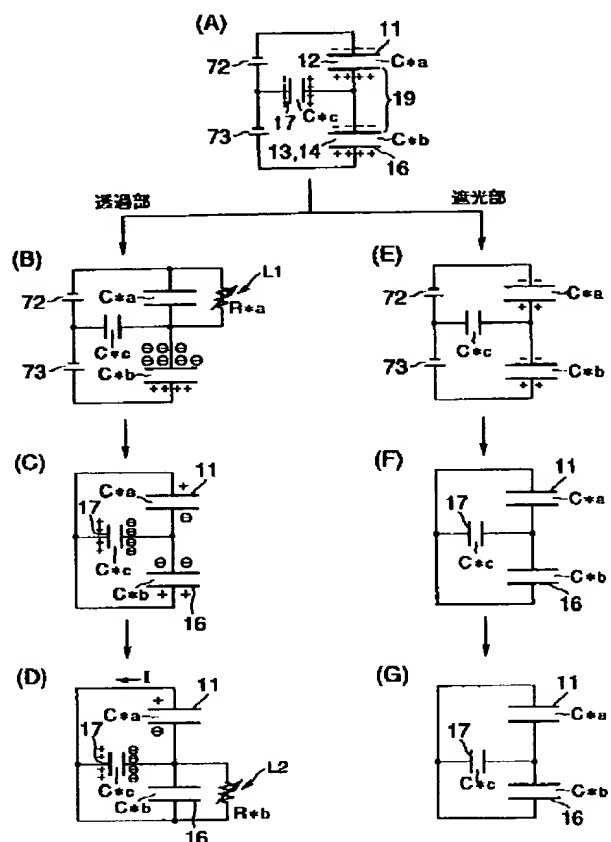 (A)
11
72
12
C*a
17
C*c
19
73
13,14
C*b
16
透過部
遮光部
(B)
72
C*a
L1
R*a
C*c
73
C*b
(E)
72
C*a
C*c
73
C*b
(C)
11
C*a
17
C*c
C*b
16
(F)
11
C*a
17
C*c
C*b
16
(D)
I
11
C*a
17
C*c
C*b
L2
R*b
16
(G)
11
C*a
17
C*c
C*b
16